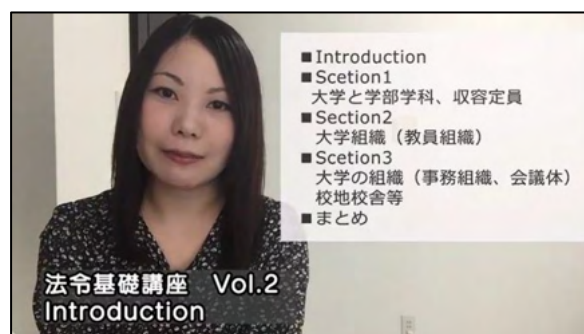 ■Introduction
■Scetion1
大学と学部学科、収容定員
■Section2
大学組織（教員組織）
■Scetion3
大学の組織（事務組織、会議体）
校地校舎等
■まとめ
法令基礎講座　Vol.2
Introduction